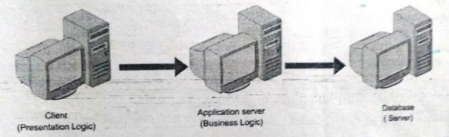 Client
(Presentation Logic)
Application server
(Business Logic)
Database
( Server)